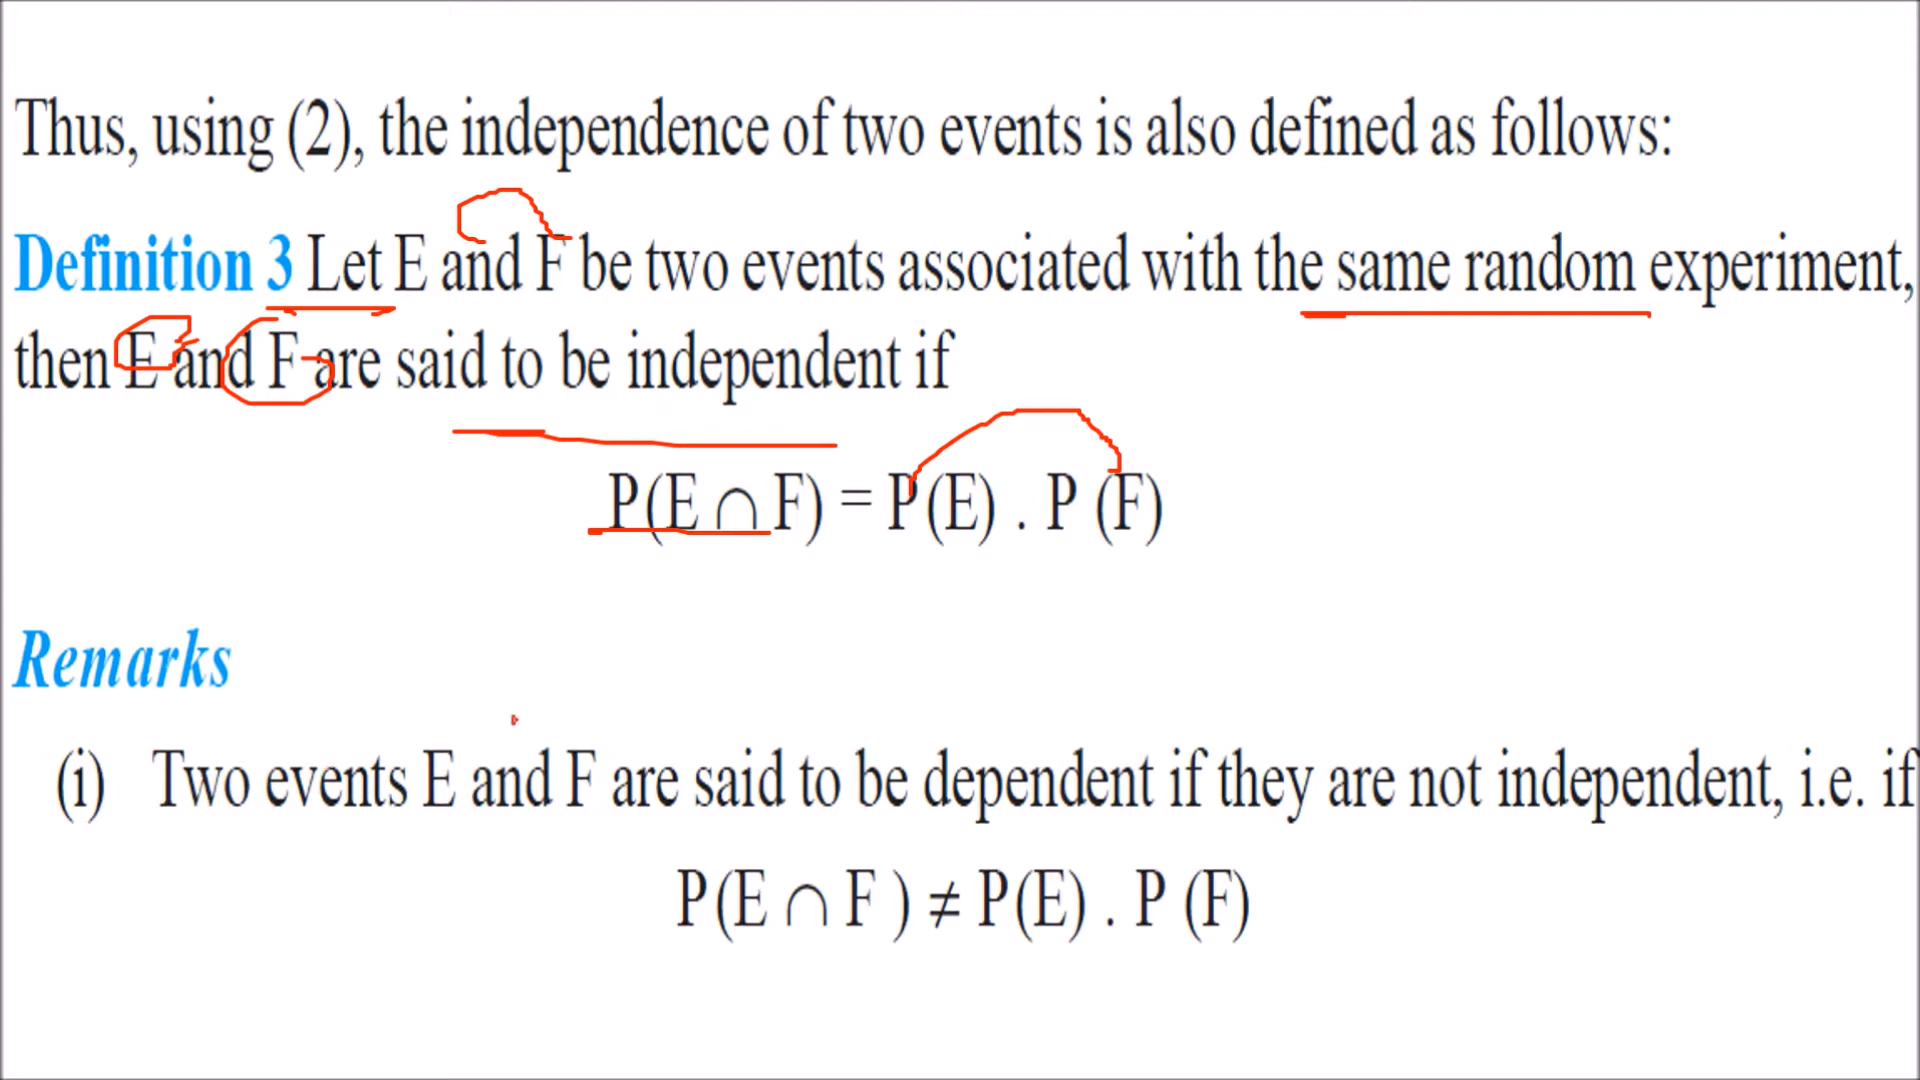 Thus, using (2), the independence of two events is also defined as follows:
Definition 3 Let E and F be two events associated with the same random experiment,
then E and F are said to be independent if
P(E ∩ F) = P(E) . P (F)
Remarks
(i) Two events E and F are said to be dependent if they are not independent, i.e. if
P(E ∩ F ) ≠ P(E) . P (F)